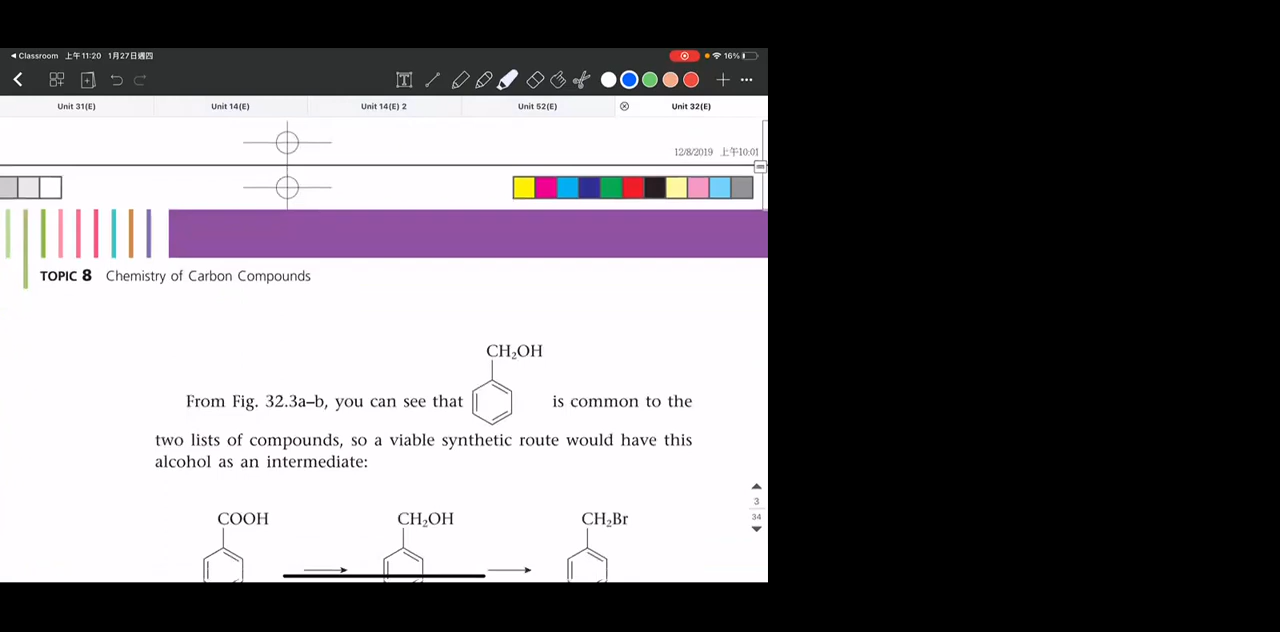 Classroom 上午11:20 1月27日週四 16%
Unit 31(E) Unit 14(E) Unit 14(E) 2 Unit 52(E) Unit 32(E)
12/8/2019 上午10:01
TOPIC 8 Chemistry of Carbon Compounds
CH₂OH
From Fig. 32.3a–b, you can see that is common to the
two lists of compounds, so a viable synthetic route would have this
alcohol as an intermediate:
COOH CH₂OH CH₂Br
3
34